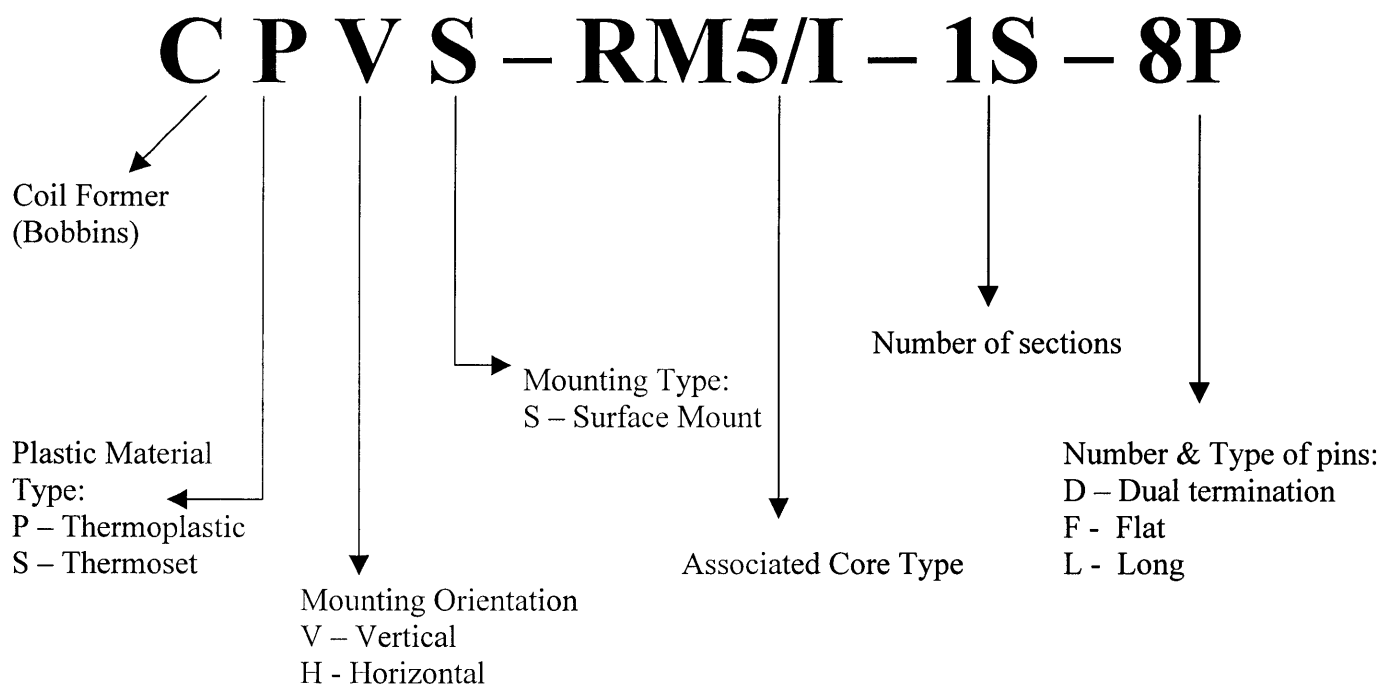 C P V S – RM5/I – 1S – 8P
Coil Former
(Bobbins)
Number of sections
Mounting Type:
S – Surface Mount
Plastic Material
Type:
P – Thermoplastic
S – Thermoset
Number & Type of pins:
D – Dual termination
F - Flat
L - Long
Associated Core Type
Mounting Orientation
V – Vertical
H - Horizontal